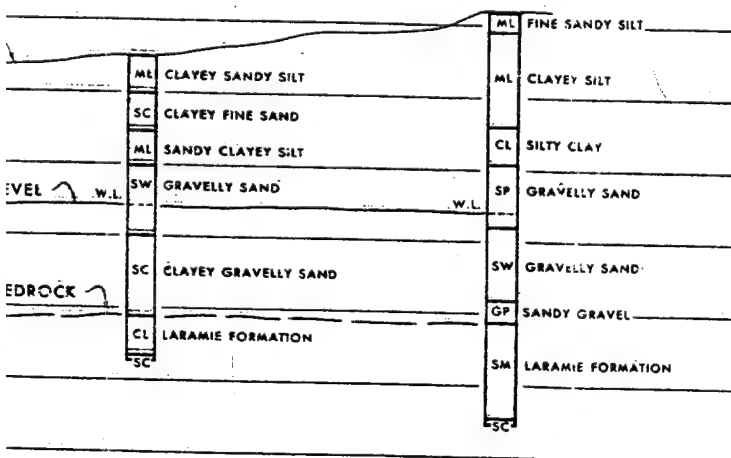 ML FINE SANDY SILT
ML CLAYEY SANDY SILT
ML CLAYEY SILT
SC CLAYEY FINE SAND
ML SANDY CLAYEY SILT
CL SILTY CLAY
EVEL W.L. SW GRAVELLY SAND
W.L. SP GRAVELLY SAND
SC CLAYEY GRAVELLY SAND
SW GRAVELLY SAND
EDROCK
GP SANDY GRAVEL
CL LARAMIE FORMATION
SC
SM LARAMIE FORMATION
SC